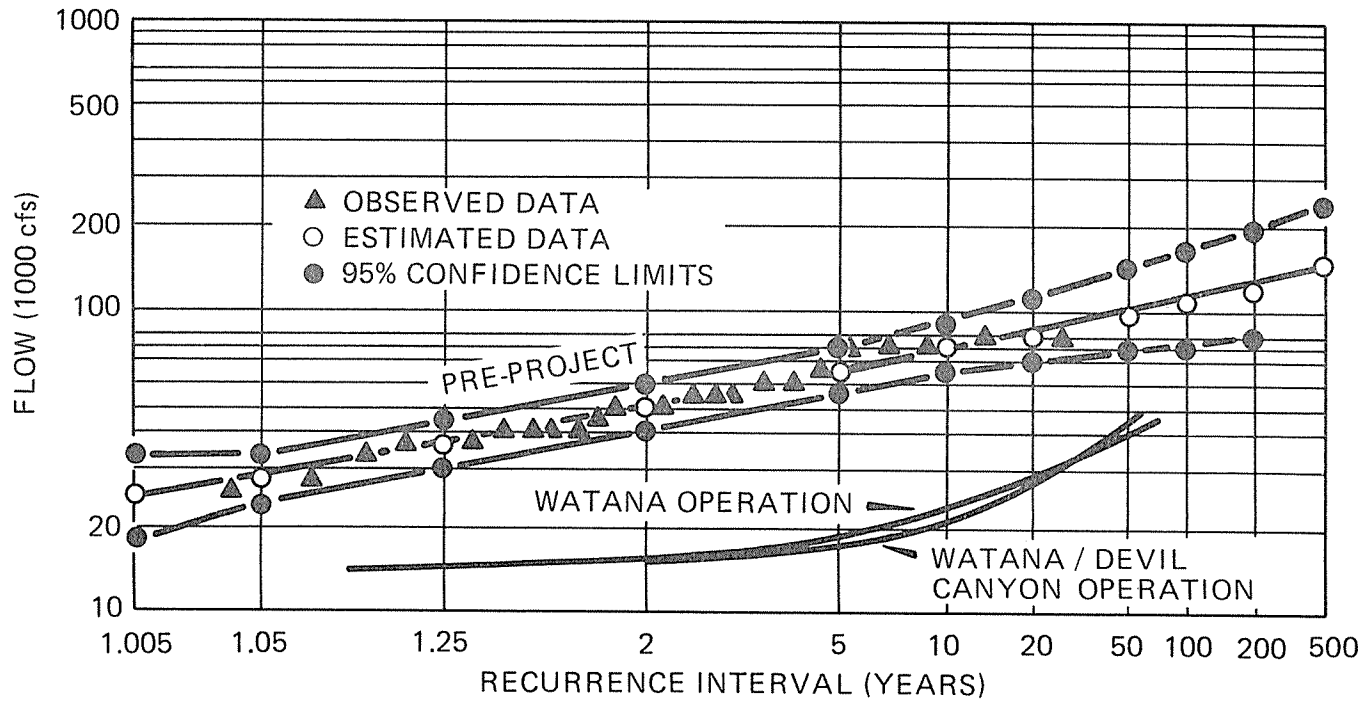 1000
500
200
100
20
10
FLOW (1000 cfs)
OBSERVED DATA
ESTIMATED DATA
95% CONFIDENCE LIMITS
PRE-PROJECT
WATANA OPERATION
WATANA / DEVIL
CANYON OPERATION
1.005 1.05 1.25 2 5 10 20 50 100 200 500
RECURRENCE INTERVAL (YEARS)